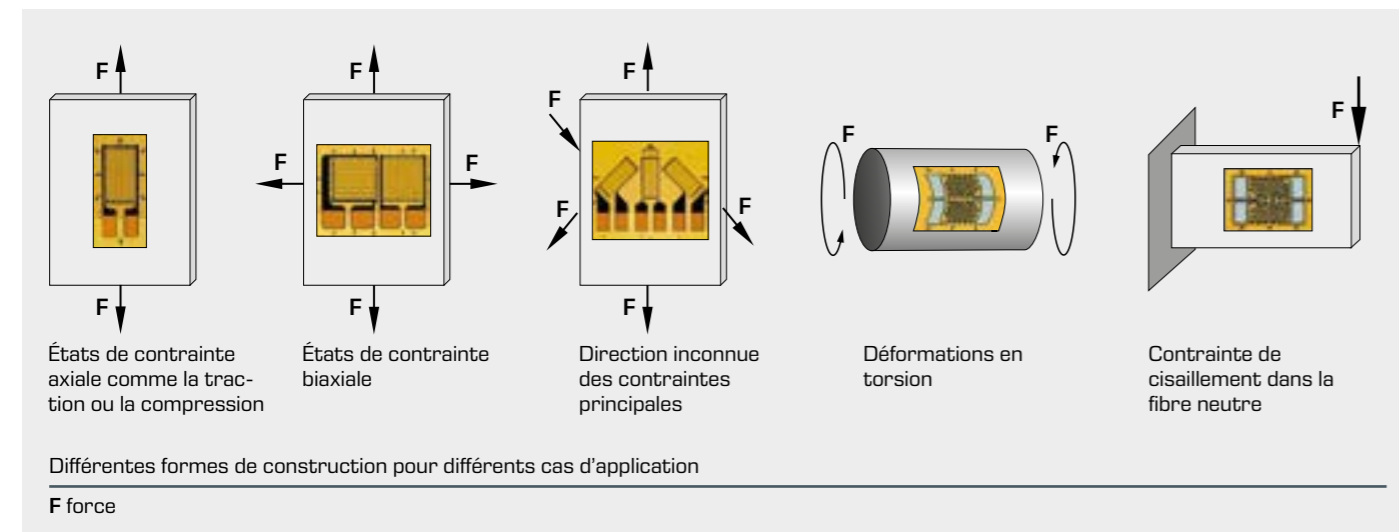 F
F
F
F
F
F
F
F
F
F
F
F
F
F
États de contrainte
axiale comme la trac-
tion ou la compression
États de contrainte
biaxiale
Direction inconnue
des contraintes
principales
Déformations en
torsion
Contrainte de
cisaillement dans la
fibre neutre
Différentes formes de construction pour différents cas d'application
F force